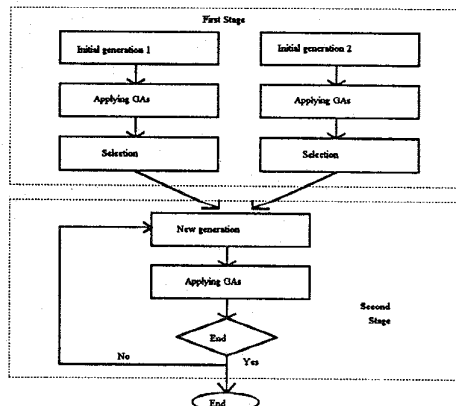 First Stage
Initial generation 1
Initial generation 2
Applying GAs
Applying GAs
Selection
Selection
New generation
Applying GAs
Second
Stage
End
No
Yes
End